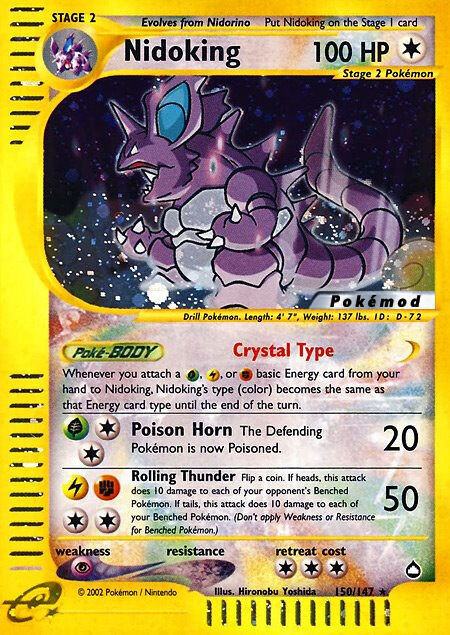 STAGE 2
Evolves from Nidorino Put Nidoking on the Stage 1 card
Nidoking 100 HP
Stage 2 Pokémon
Pokémod
Drill Pokémon. Length: 4' 7", Weight: 137 lbs. ID: D-72
Poké-BODY Crystal Type
Whenever you attach a , , or basic Energy card from your
hand to Nidoking, Nidoking's type (color) becomes the same as
that Energy card type until the end of the turn.
Poison Horn The Defending
Pokémon is now Poisoned.
20
Rolling Thunder Flip a coin. If heads, this attack
does 10 damage to each of your opponent's Benched
Pokémon. If tails, this attack does 10 damage to each of
your Benched Pokémon. (Don't apply Weakness or Resistance
for Benched Pokémon.)
50
weakness resistance retreat cost
© 2002 Pokémon / Nintendo Illus. Hironobu Yoshida 150/147 ★